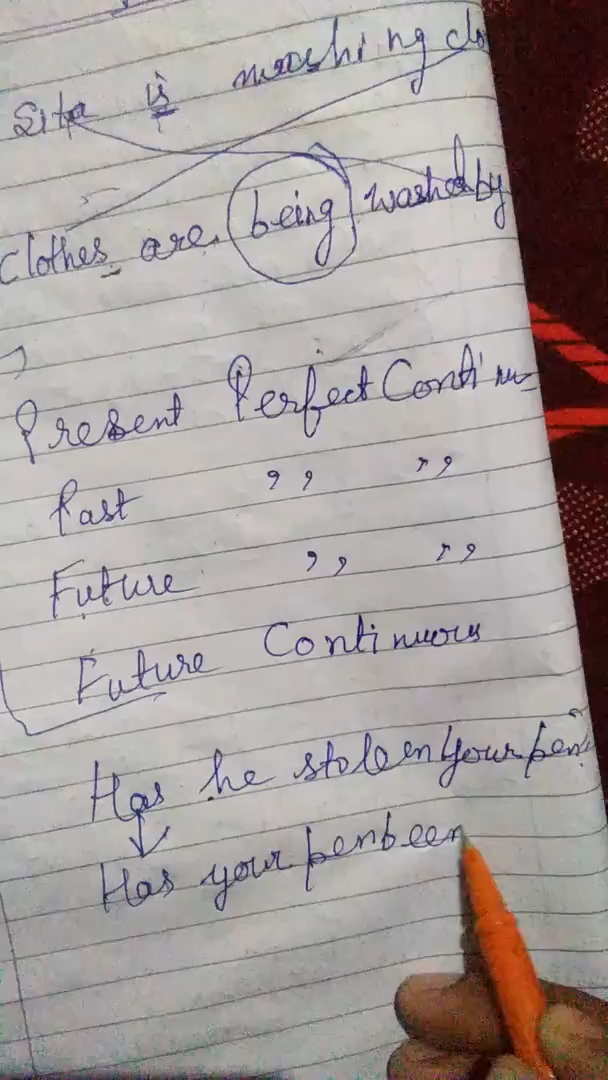 Sita is washing clo
Clothes are being washed by
Present Perfect Continu
Past ,, ,,
Future ,, ,,
Future Continuous
Has he stolen your pen
Has your pen been